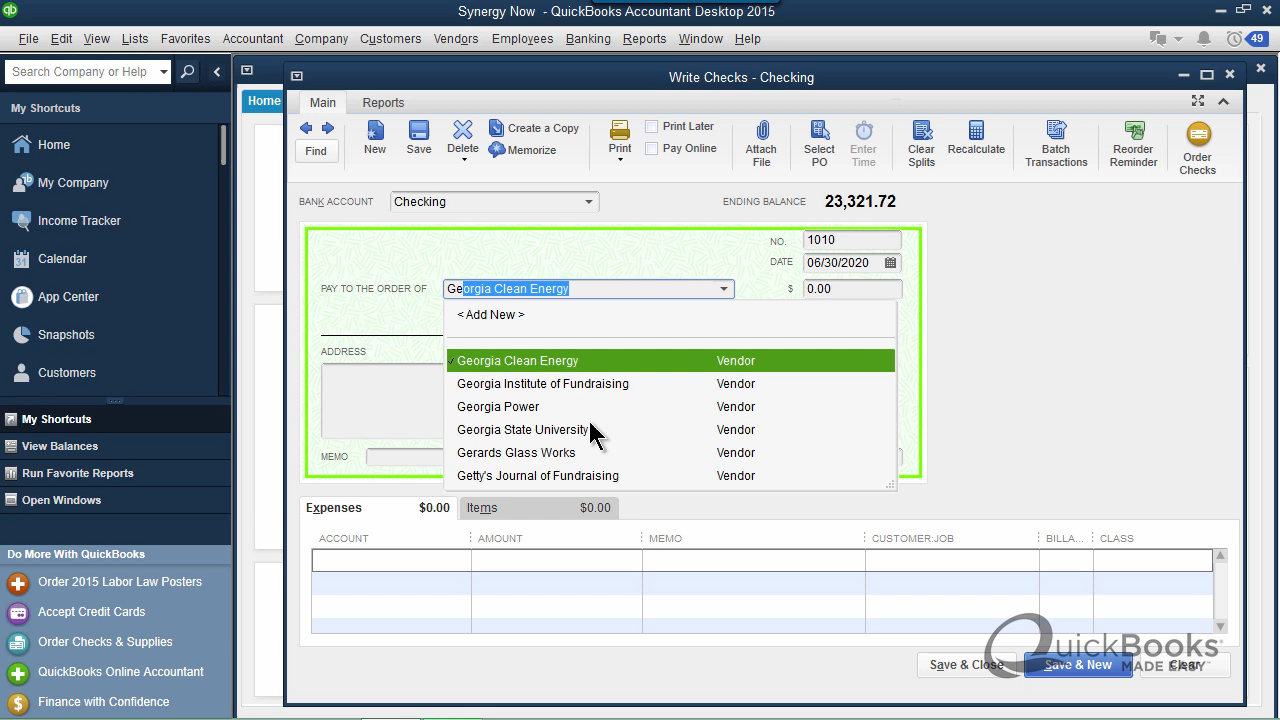 Synergy Now - QuickBooks Accountant Desktop 2015
File Edit View Lists Favorites Accountant Company Customers Vendors Employees Banking Reports Window Help 49
Search Company or Help
My Shortcuts
Home
My Company
Income Tracker
Calendar
31
App Center
Snapshots
Customers
My Shortcuts
View Balances
Run Favorite Reports
Open Windows
Do More With QuickBooks
Order 2015 Labor Law Posters
Accept Credit Cards
Order Checks & Supplies
QuickBooks Online Accountant
Finance with Confidence
Home
Write Checks - Checking
Main Reports
Find
New
Save
Delete
Create a Copy
Memorize
Print
Print Later
Pay Online
Attach File
Select PO
Enter Time
Clear Splits
Recalculate
Batch Transactions
Reorder Reminder
Order Checks
BANK ACCOUNT Checking ENDING BALANCE 23,321.72
NO. 1010
DATE 06/30/2020
PAY TO THE ORDER OF Georgia Clean Energy $ 0.00
< Add New >
ADDRESS
Georgia Clean Energy Vendor
Georgia Institute of Fundraising Vendor
Georgia Power Vendor
Georgia State University Vendor
Gerards Glass Works Vendor
Getty's Journal of Fundraising Vendor
MEMO
Expenses $0.00 Items $0.00
ACCOUNT AMOUNT MEMO CUSTOMER:JOB BILLA... CLASS
Save & Close Save & New Clear
QuickBooks
MADE EASY™